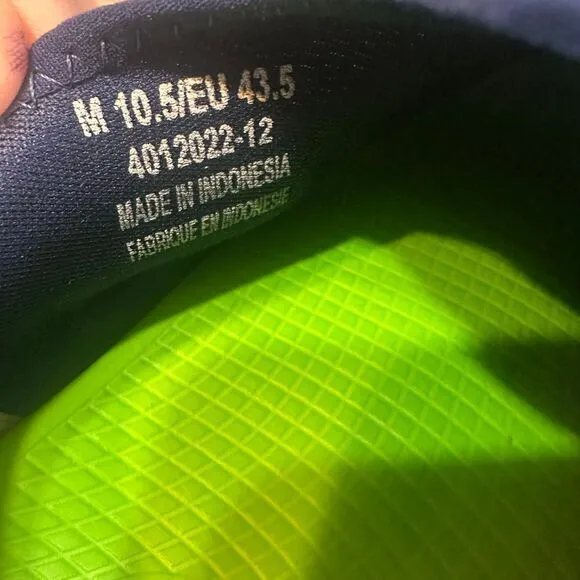 M 10.5/EU 43.5
4012022-12
MADE IN INDONESIA
FABRIQUE EN INDONESIE